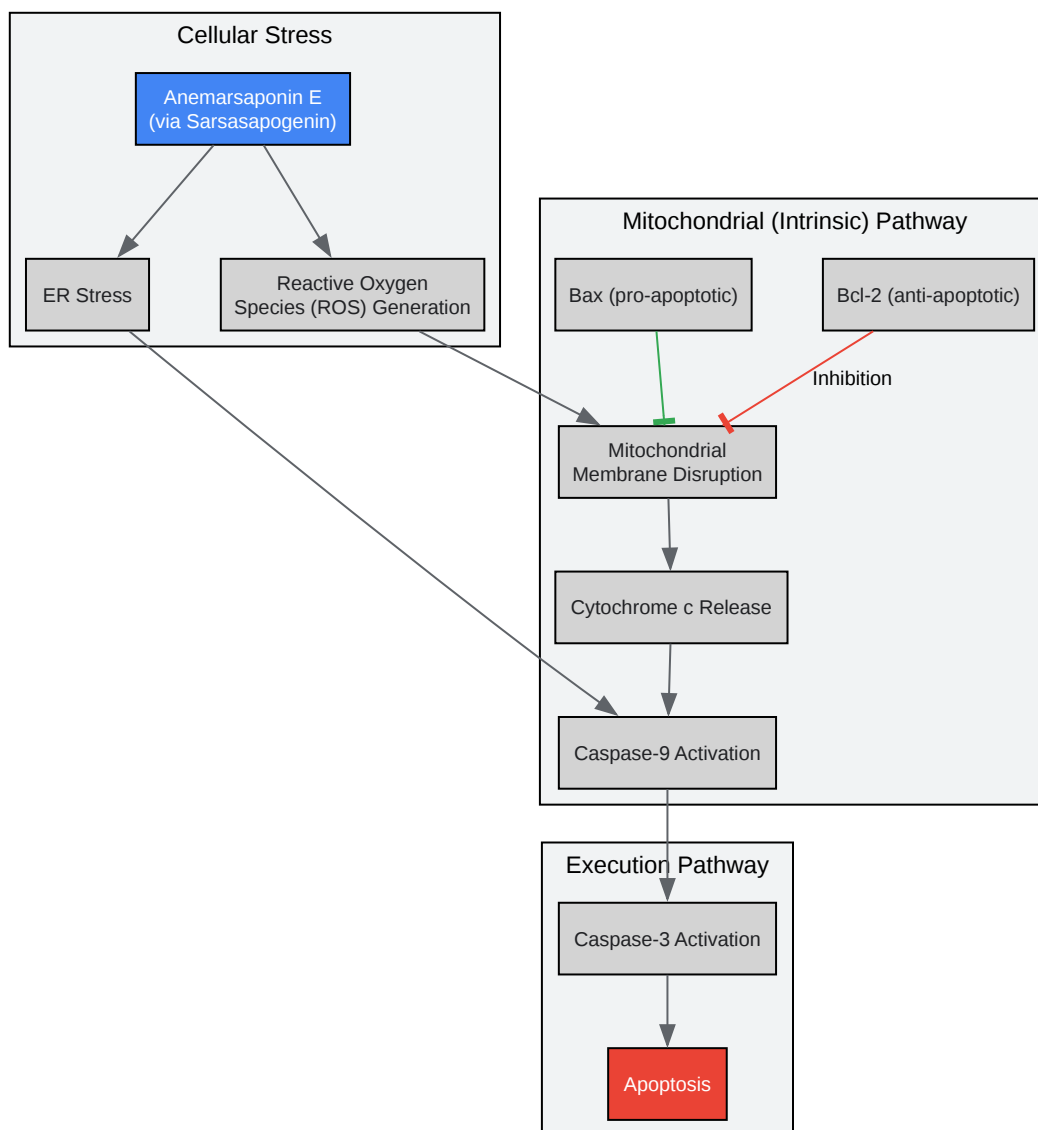 Cellular Stress
Anemarsaponin E
(via Sarsasapogenin)
ER Stress
Reactive Oxygen
Species (ROS) Generation
Mitochondrial (Intrinsic) Pathway
Bax (pro-apoptotic)
Bcl-2 (anti-apoptotic)
Inhibition
Mitochondrial
Membrane Disruption
Cytochrome c Release
Caspase-9 Activation
Execution Pathway
Caspase-3 Activation
Apoptosis